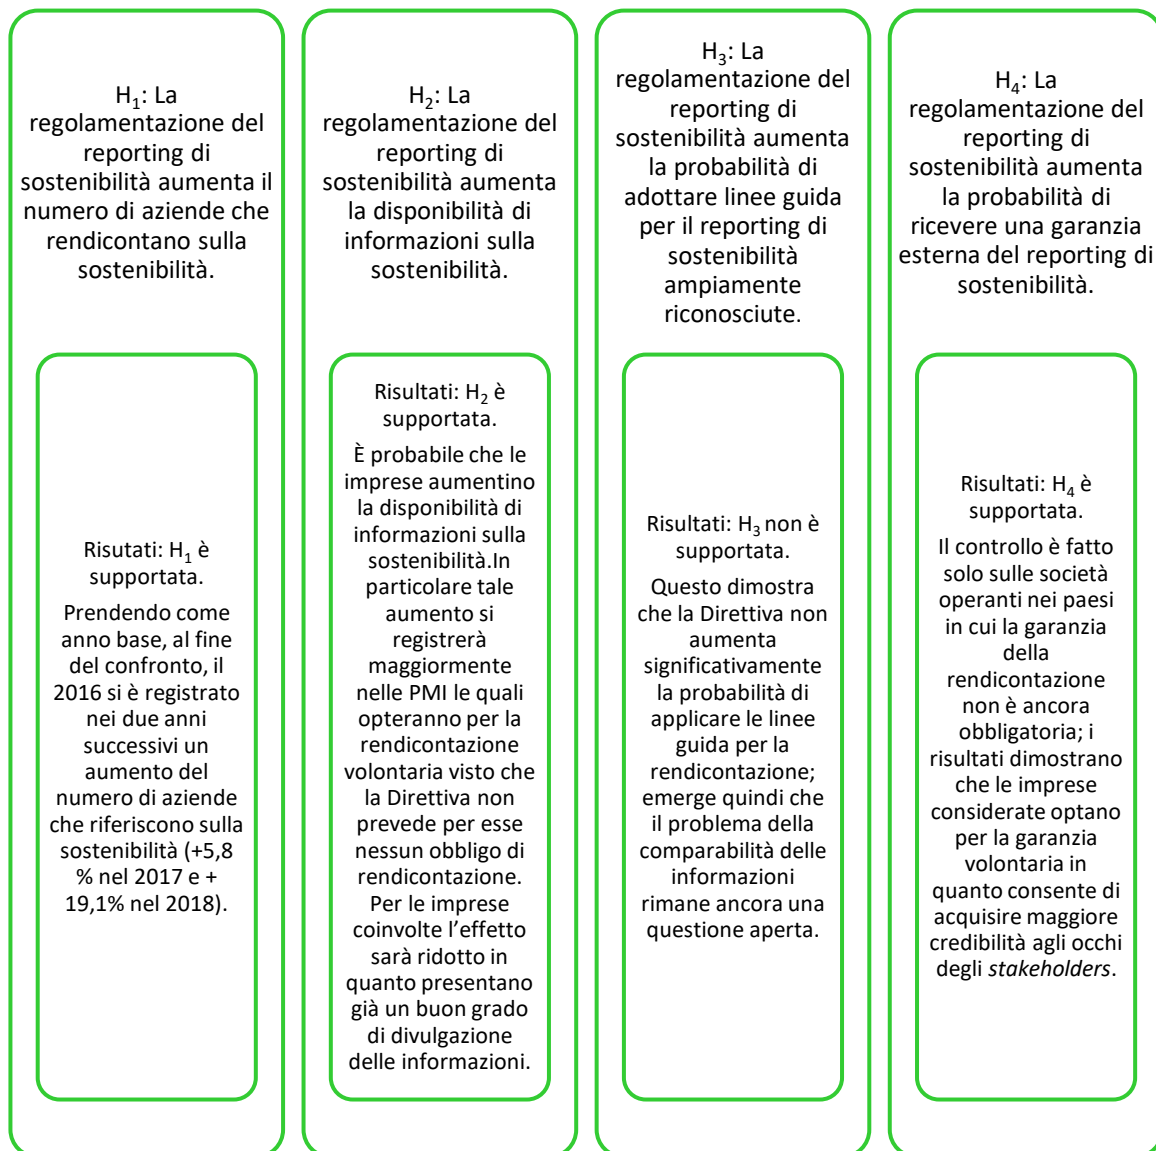 H₁: La
regolamentazione del
reporting di
sostenibilità aumenta il
numero di aziende che
rendicontano sulla
sostenibilità.
Risutati: H₁ è
supportata.
Prendendo come
anno base, al fine
del confronto, il
2016 si è registrato
nei due anni
successivi un
aumento del
numero di aziende
che riferiscono sulla
sostenibilità (+5,8
% nel 2017 e +
19,1% nel 2018).
H₂: La
regolamentazione del
reporting di
sostenibilità aumenta
la disponibilità di
informazioni sulla
sostenibilità.
Risultati: H₂ è
supportata.
È probabile che le
imprese aumentino
la disponibilità di
informazioni sulla
sostenibilità.In
particolare tale
aumento si
registrerà
maggiormente
nelle PMI le quali
opteranno per la
rendicontazione
volontaria visto che
la Direttiva non
prevede per esse
nessun obbligo di
rendicontazione.
Per le imprese
coinvolte l’effetto
sarà ridotto in
quanto presentano
già un buon grado
di divulgazione
delle informazioni.
H₃: La
regolamentazione del
reporting di
sostenibilità aumenta
la probabilità di
adottare linee guida
per il reporting di
sostenibilità
ampiamente
riconosciute.
Risultati: H₃ non è
supportata.
Questo dimostra
che la Direttiva non
aumenta
significativamente
la probabilità di
applicare le linee
guida per la
rendicontazione;
emerge quindi che
il problema della
comparabilità delle
informazioni
rimane ancora una
questione aperta.
H₄: La
regolamentazione del
reporting di
sostenibilità aumenta
la probabilità di
ricevere una garanzia
esterna del reporting di
sostenibilità.
Risultati: H₄ è
supportata.
Il controllo è fatto
solo sulle società
operanti nei paesi
in cui la garanzia
della
rendicontazione
non è ancora
obbligatoria; i
risultati dimostrano
che le imprese
considerate optano
per la garanzia
volontaria in
quanto consente di
acquisire maggiore
credibilità agli occhi
degli stakeholders.